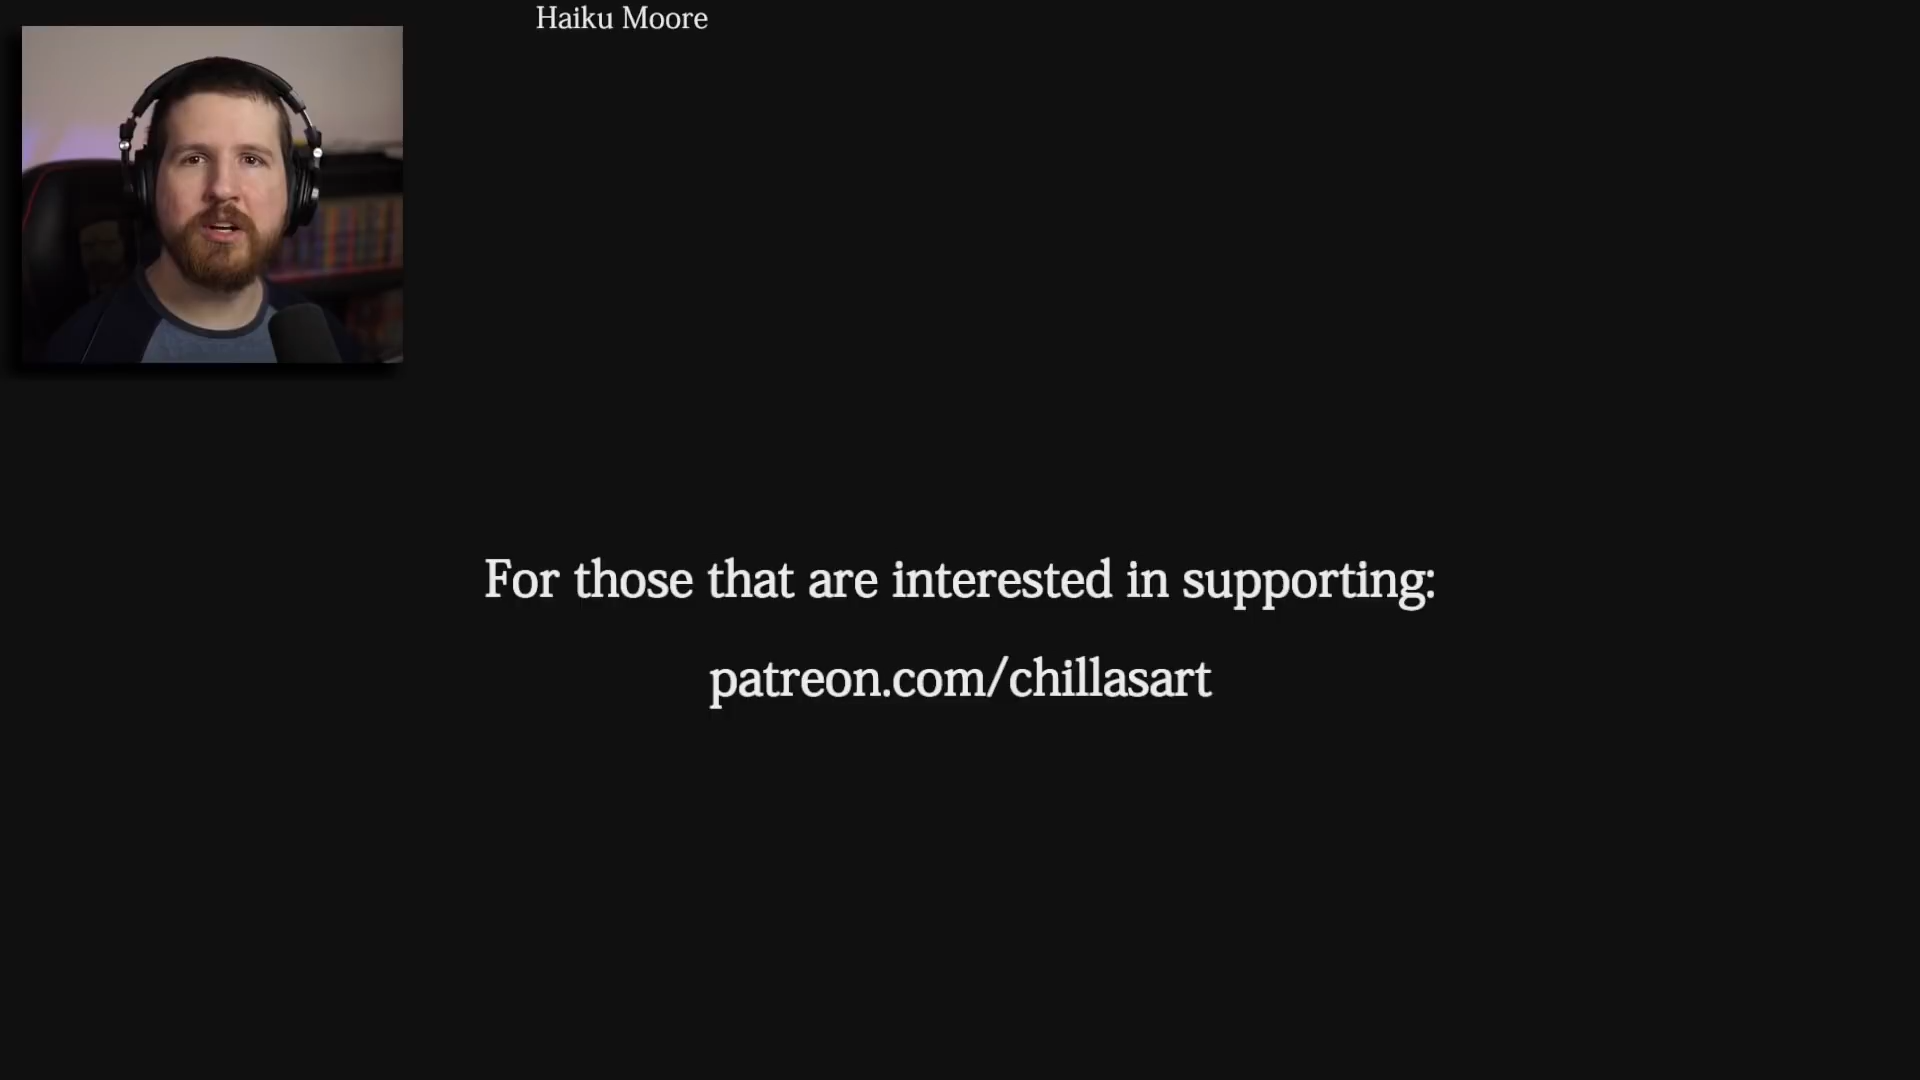 Haiku Moore
For those that are interested in supporting:
patreon.com/chillasart